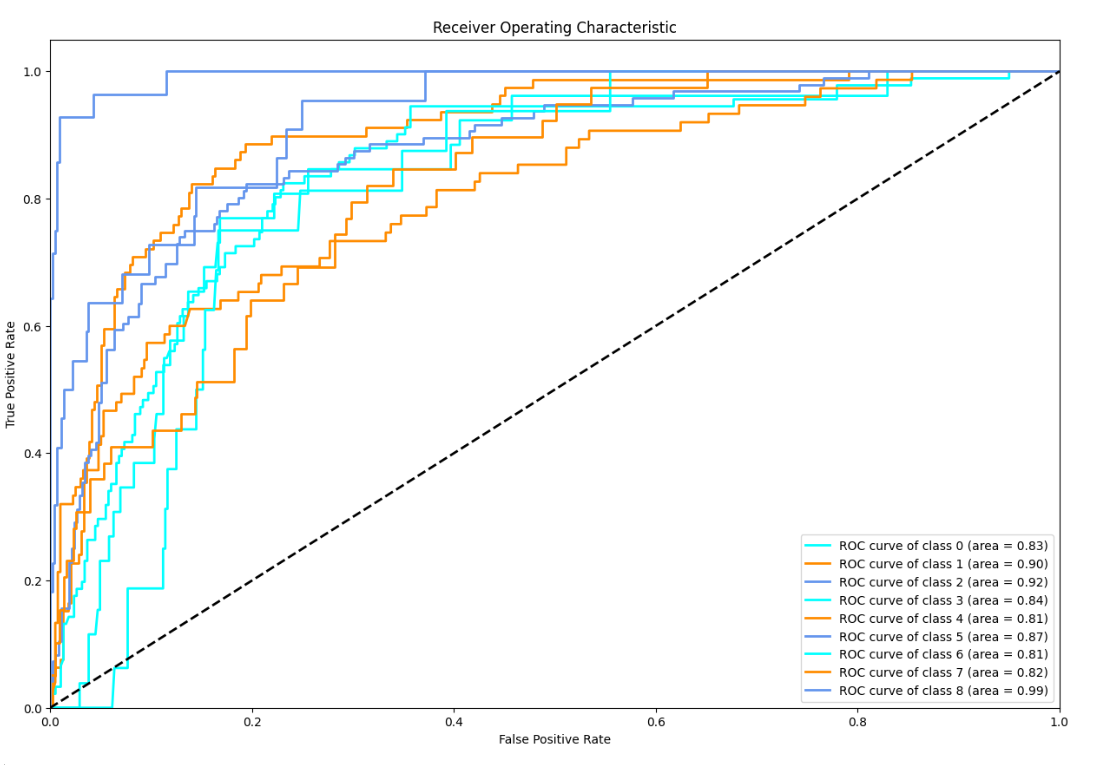 Receiver Operating Characteristic
1.0
0.8
0.6
0.4
0.2
0.0
True Positive Rate
ROC curve of class 0 (area = 0.83)
ROC curve of class 1 (area = 0.90)
ROC curve of class 2 (area = 0.92)
ROC curve of class 3 (area = 0.84)
ROC curve of class 4 (area = 0.81)
ROC curve of class 5 (area = 0.87)
ROC curve of class 6 (area = 0.81)
ROC curve of class 7 (area = 0.82)
ROC curve of class 8 (area = 0.99)
0.0 0.2 0.4 0.6 0.8 1.0
False Positive Rate